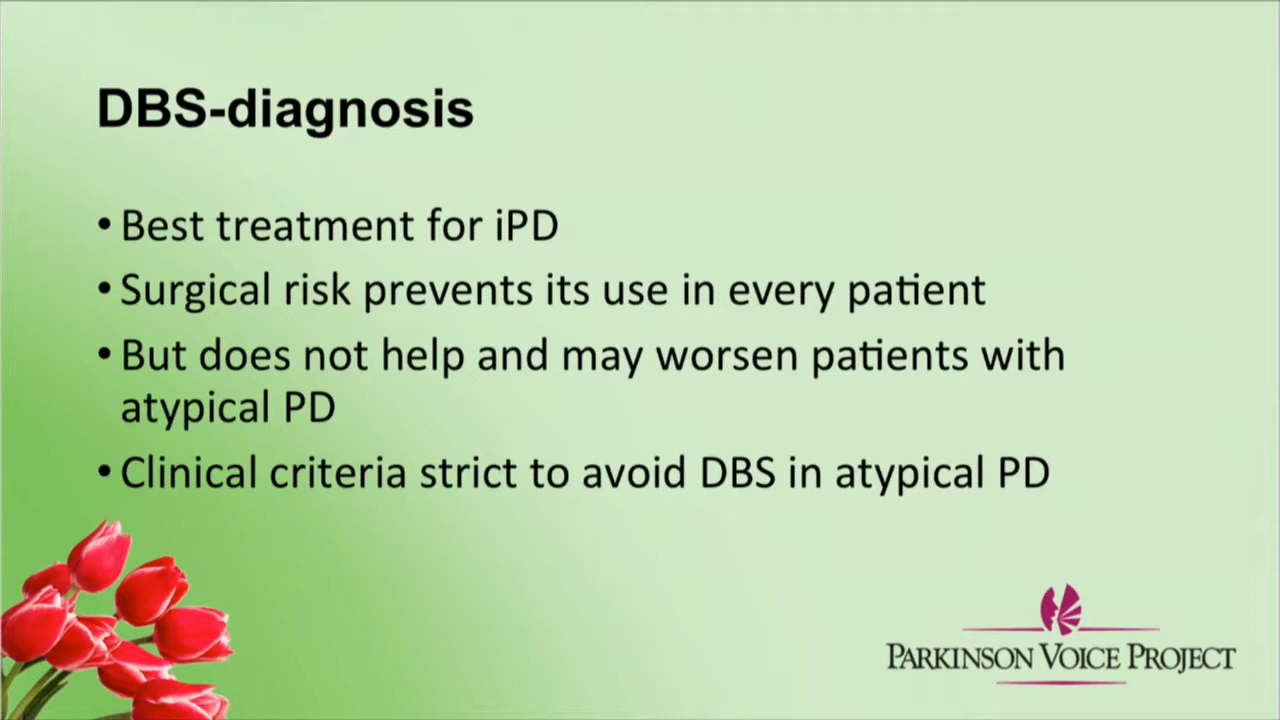 DBS-diagnosis
• Best treatment for iPD
• Surgical risk prevents its use in every patient
• But does not help and may worsen patients with
atypical PD
• Clinical criteria strict to avoid DBS in atypical PD
PARKINSON VOICE PROJECT